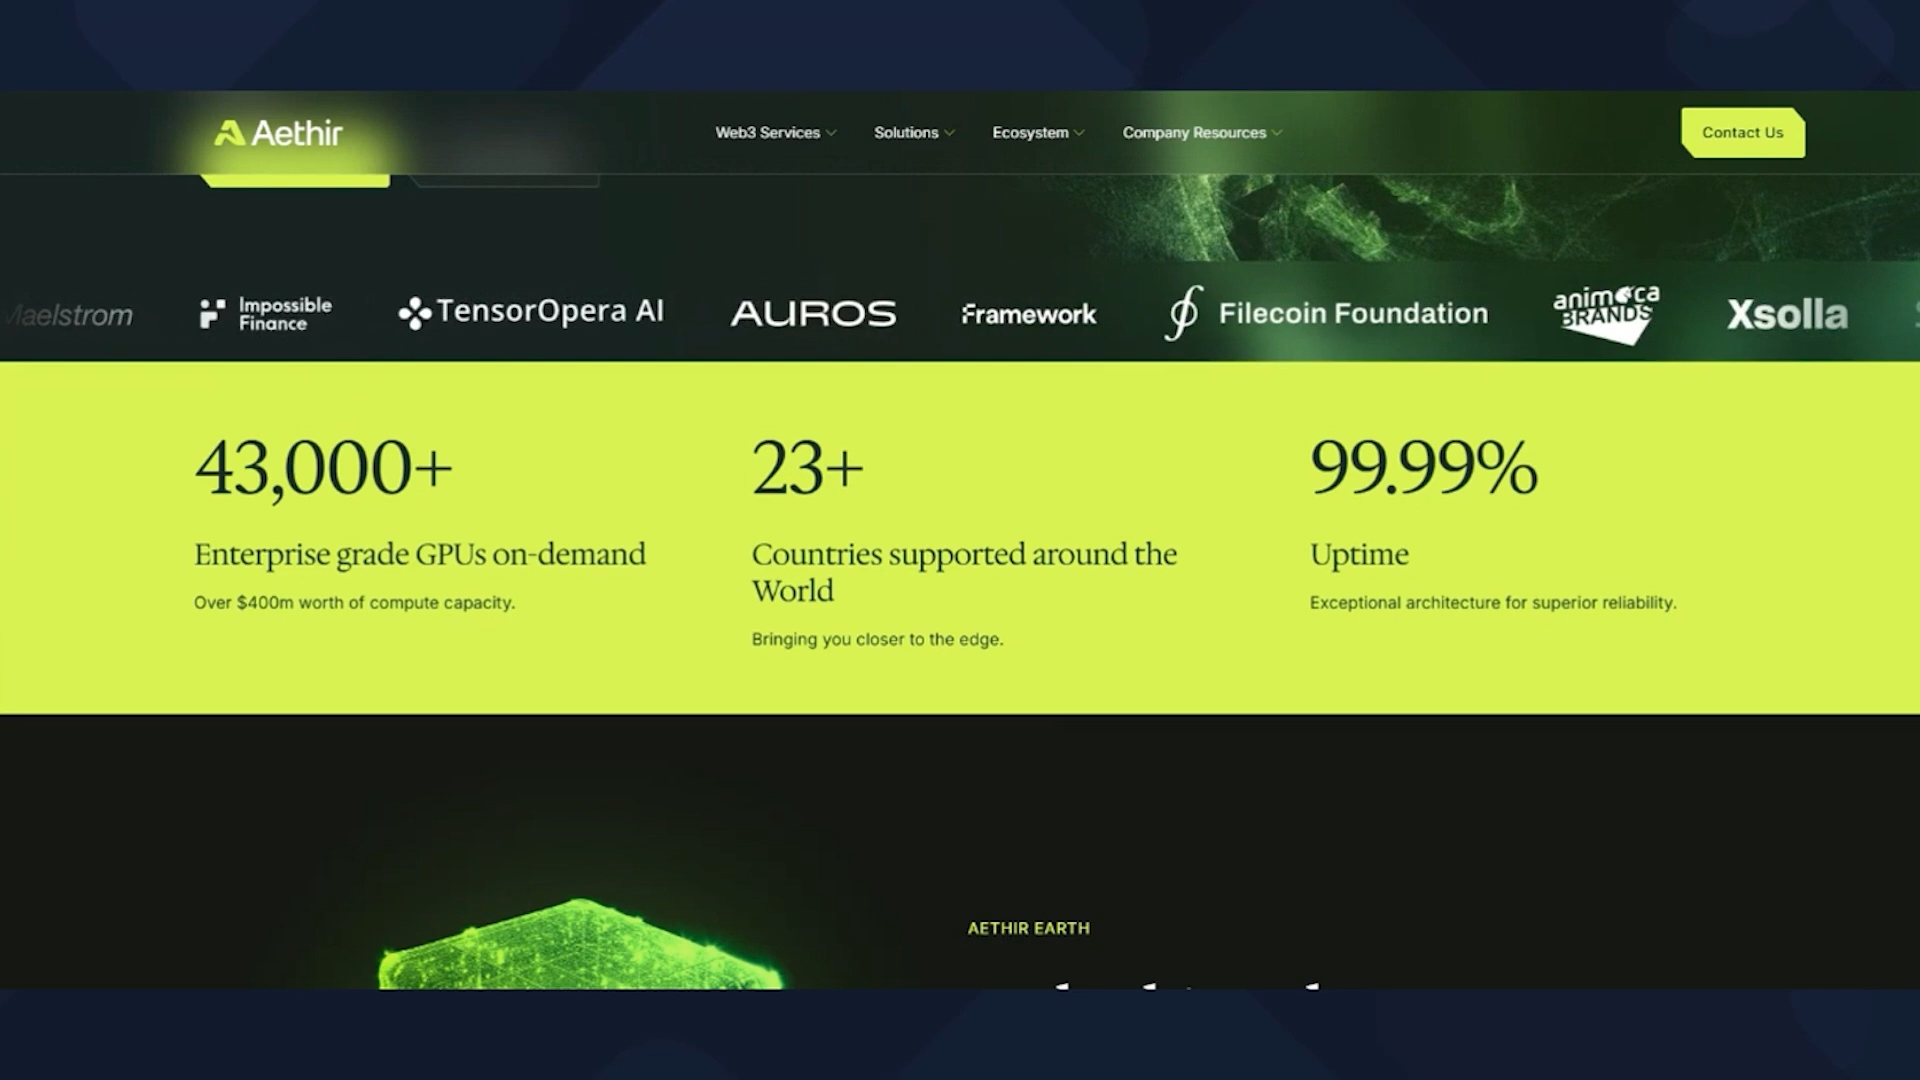 Aethir
Web3 Services
Solutions
Ecosystem
Company Resources
Contact Us
Maelstrom
Impossible
Finance
TensorOpera AI
AUROS
Framework
Filecoin Foundation
animoca
BRANDS
Xsolla
43,000+
Enterprise grade GPUs on-demand
Over $400m worth of compute capacity.
23+
Countries supported around the
World
Bringing you closer to the edge.
99.99%
Uptime
Exceptional architecture for superior reliability.
AETHIR EARTH